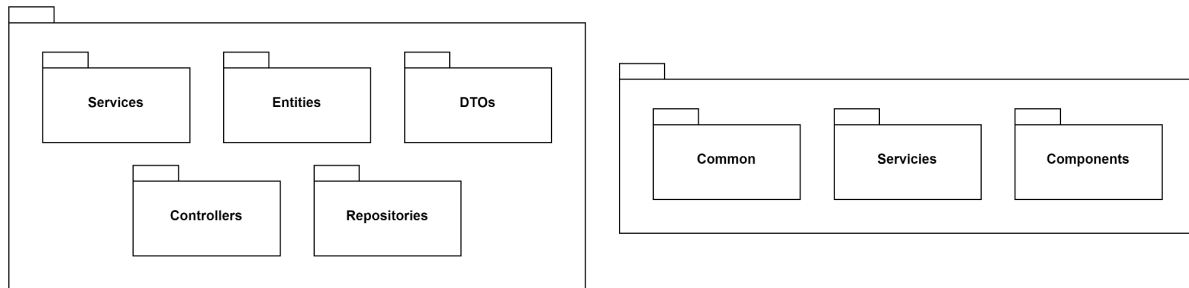 Services
Entities
DTOs
Controllers
Repositories
Common
Servicies
Components